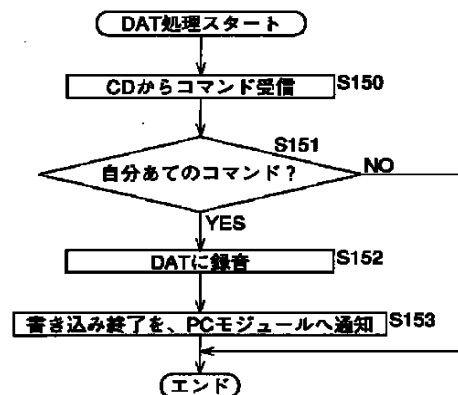 DAT処理スタート
CDからコマンド受信 S150
S151
自分あてのコマンド? NO
YES
DATに録音 S152
書き込み終了を、PCモジュールへ通知 S153
エンド